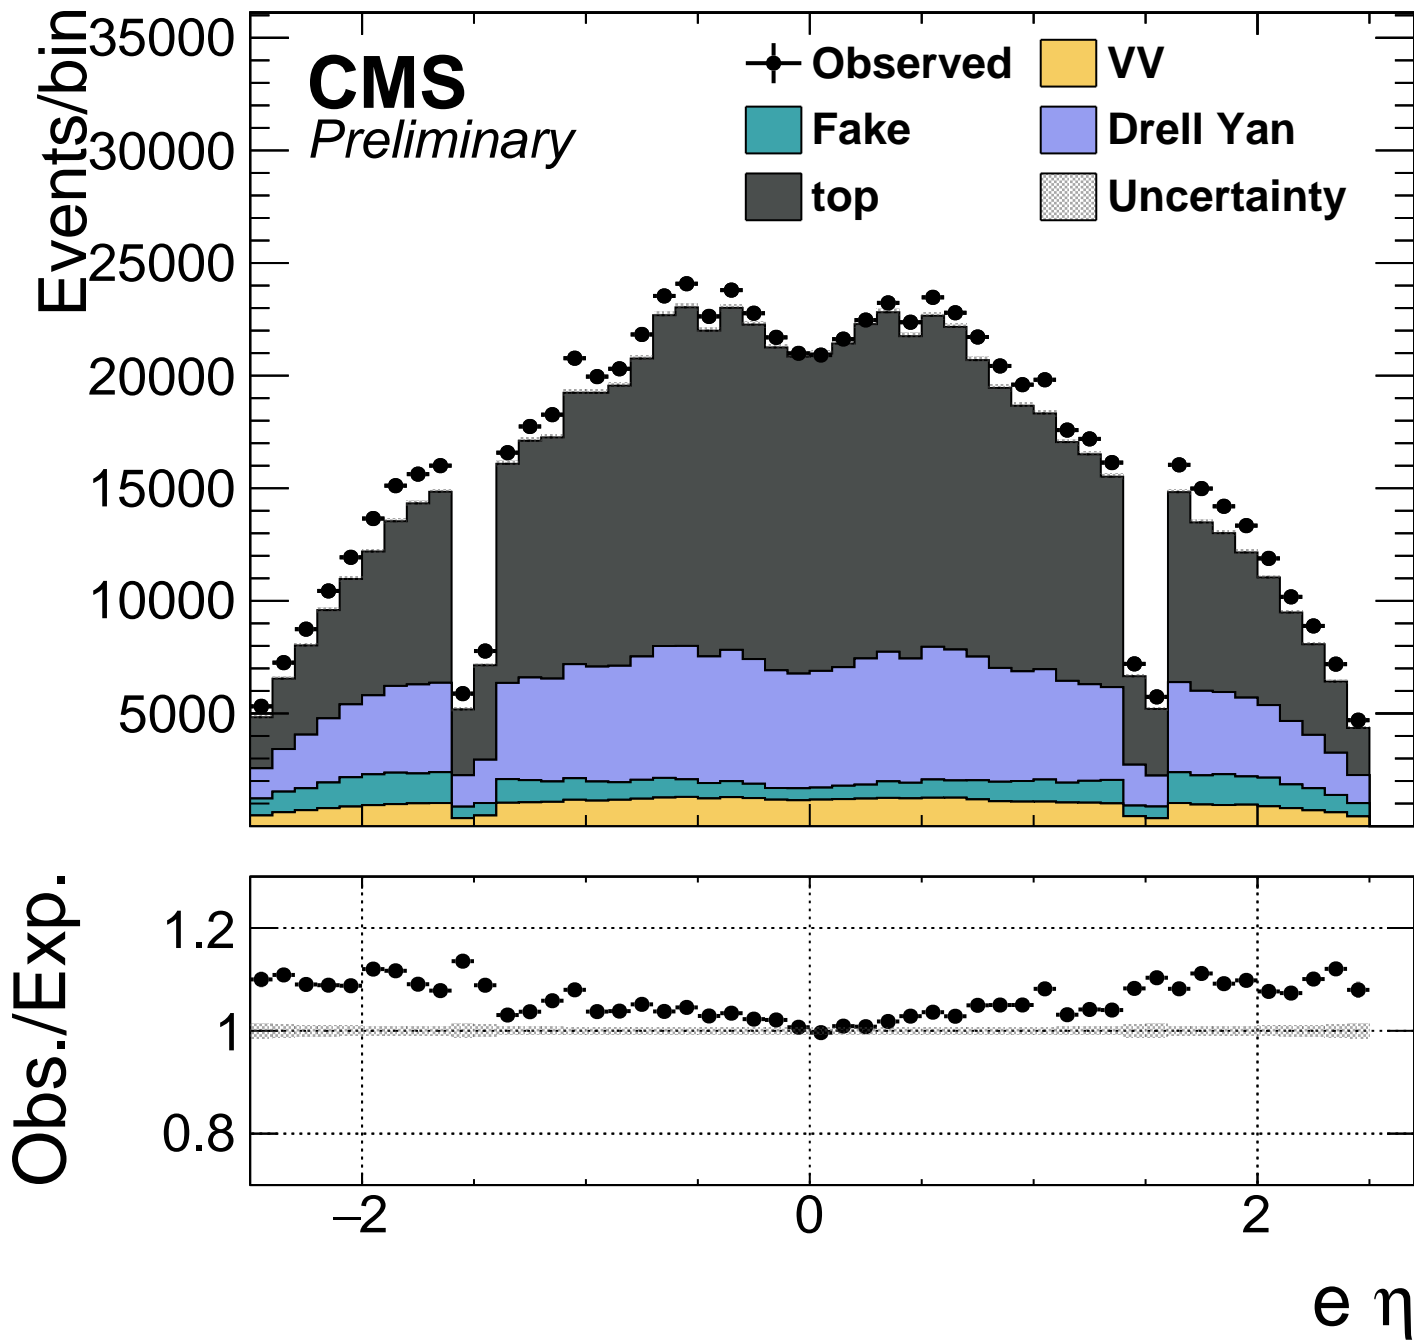 Events/bin
35000
30000
25000
20000
15000
10000
5000
CMS
Preliminary
Observed
VV
Fake
Drell Yan
top
Uncertainty
Obs./Exp.
1.2
1
0.8
−2
0
2
e η